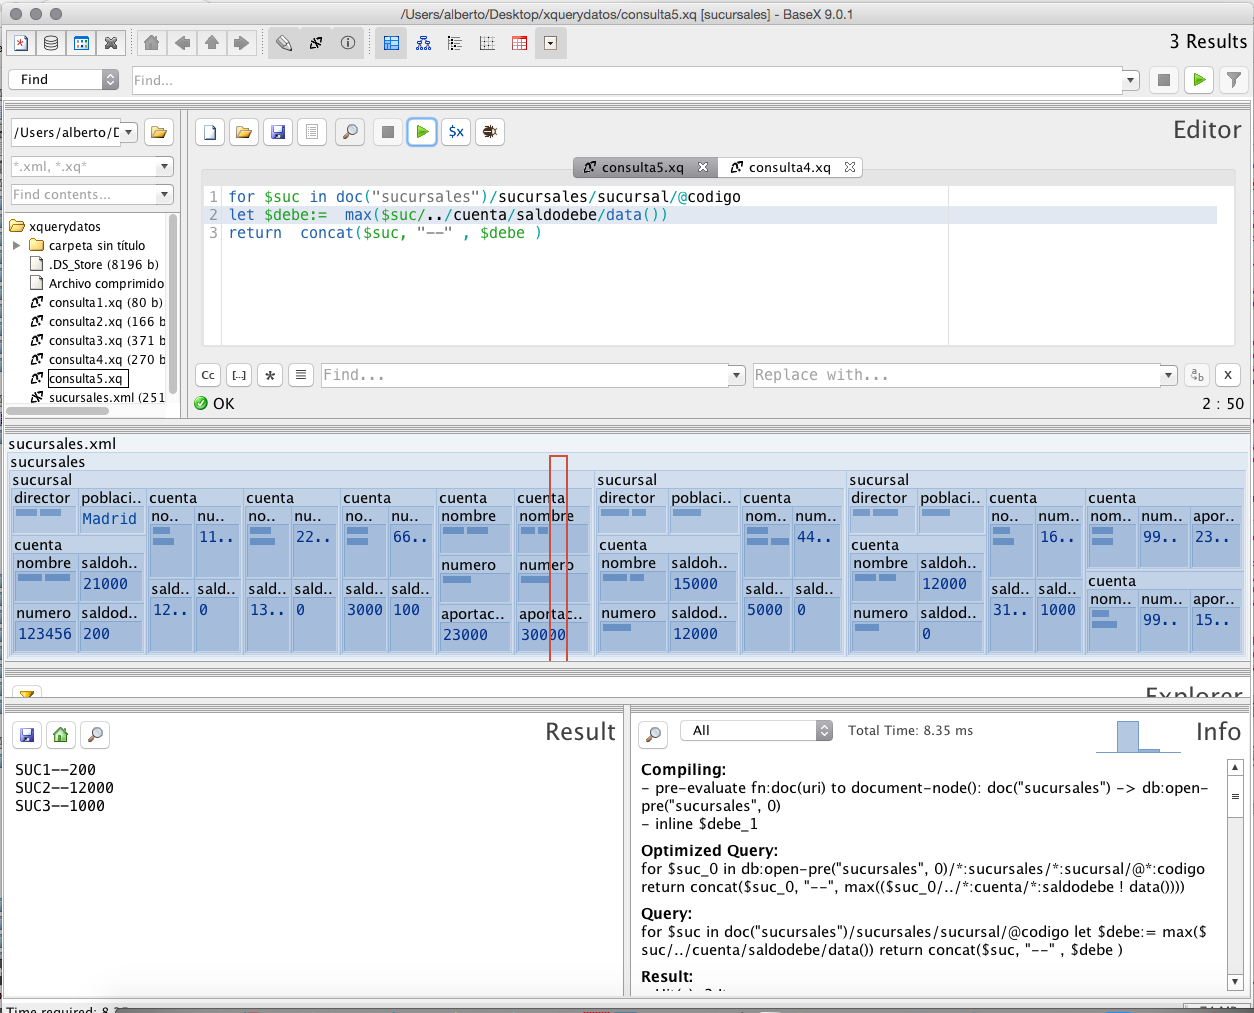 /Users/alberto/Desktop/xquerydatos/consulta5.xq [sucursales] - BaseX 9.0.1
3 Results
Find
Find...
/Users/alberto/D
*.xml, *.xq*
Find contents...
xquerydatos
carpeta sin título
.DS_Store (8196 b)
Archivo comprimido
consulta1.xq (80 b)
consulta2.xq (166 b
consulta3.xq (371 b
consulta4.xq (270 b
consulta5.xq
sucursales.xml (251
$x
Editor
consulta5.xq
consulta4.xq
1 for $suc in doc("sucursales")/sucursales/sucursal/@codigo
2 let $debe:=  max($suc/../cuenta/saldodebe/data())
3 return  concat($suc, "--" , $debe )
Cc
[..]
*
Find...
Replace with...
a b
x
OK
2 : 50
sucursales.xml
sucursales
sucursal
director
poblaci..
Madrid
cuenta
nombre
saldoh..
21000
numero
123456
saldod..
200
cuenta
no..
nu..
11..
sald..
12..
sald..
0
cuenta
no..
nu..
22..
sald..
13..
sald..
0
cuenta
no..
nu..
66..
sald..
3000
sald..
100
cuenta
nombre
numero
aportac..
23000
cuenta
nombre
numero
aportac..
30000
sucursal
director
poblaci..
cuenta
nombre
saldoh..
15000
numero
saldod..
12000
cuenta
nom..
num..
44..
sald..
5000
sald..
0
sucursal
director
poblaci..
cuenta
nombre
saldoh..
12000
numero
saldod..
0
cuenta
no..
num..
16..
sald..
31..
sald..
1000
cuenta
nom..
num..
99..
apor..
23..
cuenta
nom..
num..
99..
apor..
15..
Explorer
Result
SUC1--200
SUC2--12000
SUC3--1000
All
Total Time: 8.35 ms
Info
Compiling:
- pre-evaluate fn:doc(uri) to document-node(): doc("sucursales") -> db:open-
pre("sucursales", 0)
- inline $debe_1
Optimized Query:
for $suc_0 in db:open-pre("sucursales", 0)/*:sucursales/*:sucursal/@*:codigo
return concat($suc_0, "--", max(($suc_0/../*:cuenta/*:saldodebe ! data())))
Query:
for $suc in doc("sucursales")/sucursales/sucursal/@codigo let $debe:= max($
suc/../cuenta/saldodebe/data()) return concat($suc, "--" , $debe )
Result:
Time required: 8.3